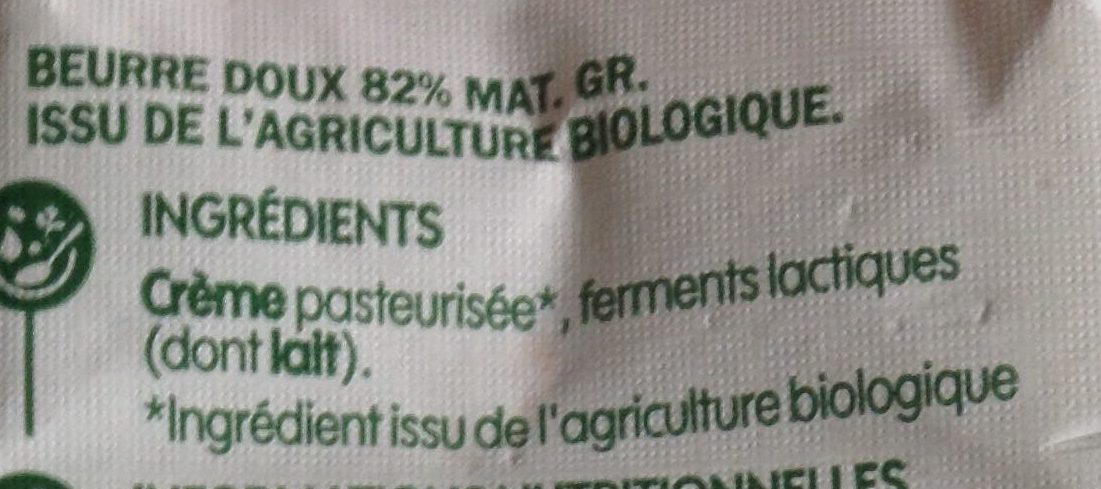 BEURRE DOUX 82% MAT. GR.
ISSU DE L'AGRICULTURE BIOLOGIQUE.
INGRÉDIENTS
Crème pasteurisée*, ferments lactiques
(dont lait).
*Ingrédient issu de l'agriculture biologique
NUTRITIONNELLES